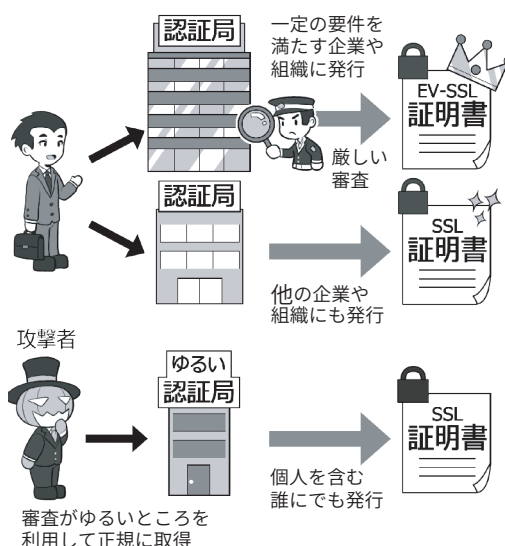 認証局
一定の要件を
満たす企業や
組織に発行
EV-SSL
証明書
厳しい
審査
認証局
SSL
証明書
他の企業や
組織にも発行
攻撃者
ゆるい
認証局
SSL
証明書
個人を含む
誰にでも発行
審査がゆるいところを
利用して正規に取得